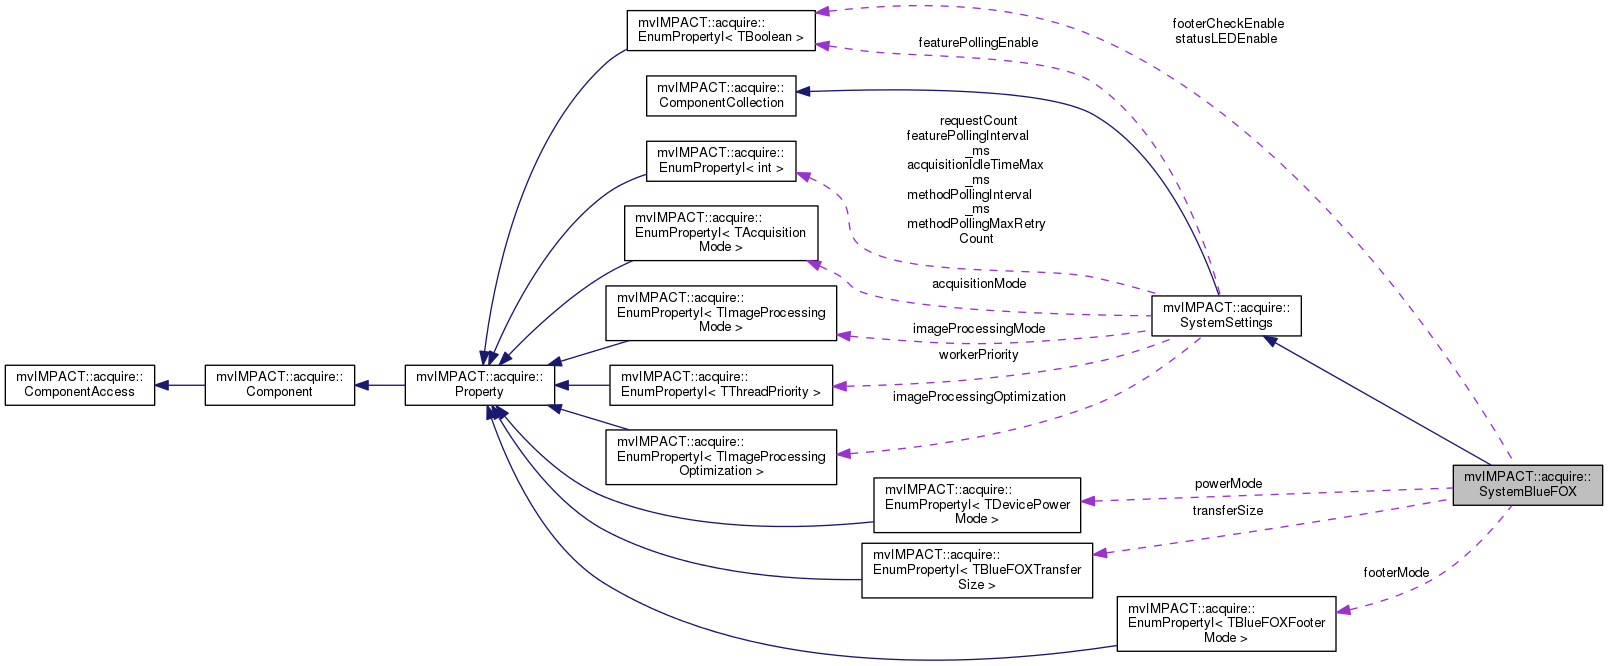 mvIMPACT::acquire::
EnumPropertyI< TBoolean >
footerCheckEnable
statusLEDEnable
featurePollingEnable
mvIMPACT::acquire::
ComponentCollection
requestCount
featurePollingInterval
_ms
acquisitionIdleTimeMax
_ms
methodPollingInterval
_ms
methodPollingMaxRetry
Count
mvIMPACT::acquire::
EnumPropertyI< int >
mvIMPACT::acquire::
EnumPropertyI< TAcquisition
Mode >
acquisitionMode
mvIMPACT::acquire::
EnumPropertyI< TImageProcessing
Mode >
imageProcessingMode
mvIMPACT::acquire::
SystemSettings
workerPriority
mvIMPACT::acquire::
ComponentAccess
mvIMPACT::acquire::
Component
mvIMPACT::acquire::
Property
mvIMPACT::acquire::
EnumPropertyI< TThreadPriority >
imageProcessingOptimization
mvIMPACT::acquire::
EnumPropertyI< TImageProcessing
Optimization >
mvIMPACT::acquire::
SystemBlueFOX
powerMode
mvIMPACT::acquire::
EnumPropertyI< TDevicePower
Mode >
transferSize
mvIMPACT::acquire::
EnumPropertyI< TBlueFOXTransfer
Size >
footerMode
mvIMPACT::acquire::
EnumPropertyI< TBlueFOXFooter
Mode >